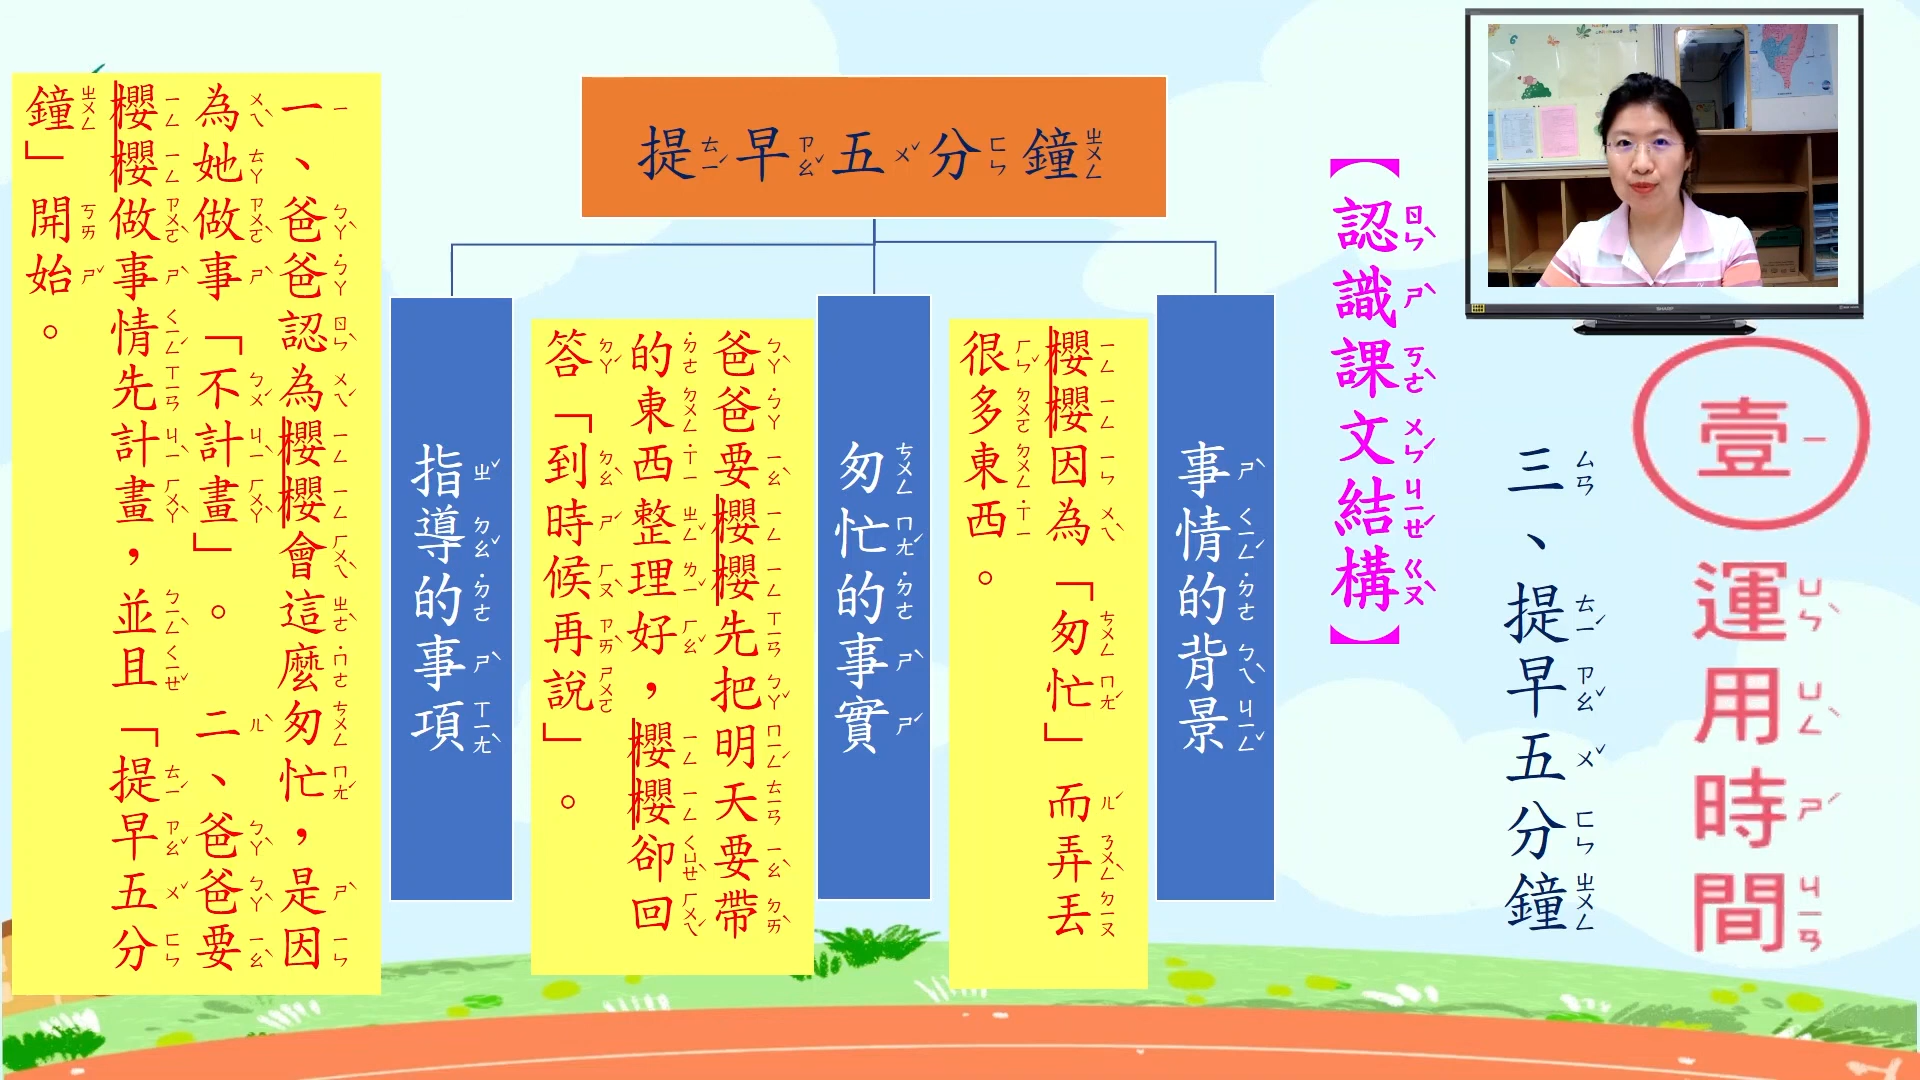 壹
運用時間
三、提早五分鐘
【認識課文結構】
提早五分鐘
事情的背景
櫻櫻因為「匆忙」而弄丟
很多東西。
匆忙的事實
爸爸要櫻櫻先把明天要帶
的東西整理好，櫻櫻卻回
答「到時候再說」。
指導的事項
一、爸爸認為櫻櫻會這麼匆忙，是因
為她做事「不計畫」。二、爸爸要
櫻櫻做事情先計畫，並且「提早五分
鐘」開始。
SHARP